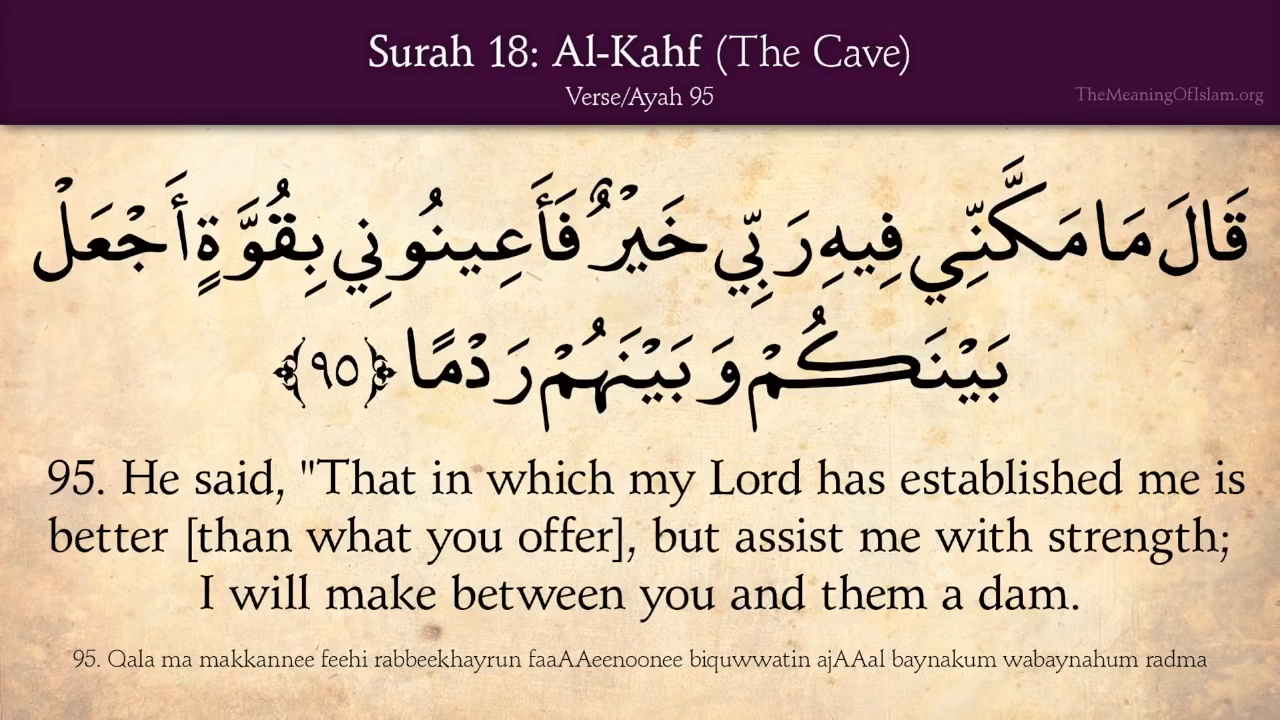 Surah 18: Al-Kahf (The Cave)
Verse/Ayah 95
TheMeaningOfIslam.org
قَالَ مَا مَكَّنِّي فِيهِ رَبِّي خَيْرٌ فَأَعِينُونِي بِقُوَّةٍ أَجْعَلْ
بَيْنَكُمْ وَبَيْنَهُمْ رَدْمًا ﴿٩٥﴾
95. He said, "That in which my Lord has established me is
better [than what you offer], but assist me with strength;
I will make between you and them a dam.
95. Qala ma makkannee feehi rabbeekhayrun faaAAeenoonee biquwwatin ajAAal baynakum wabaynahum radma